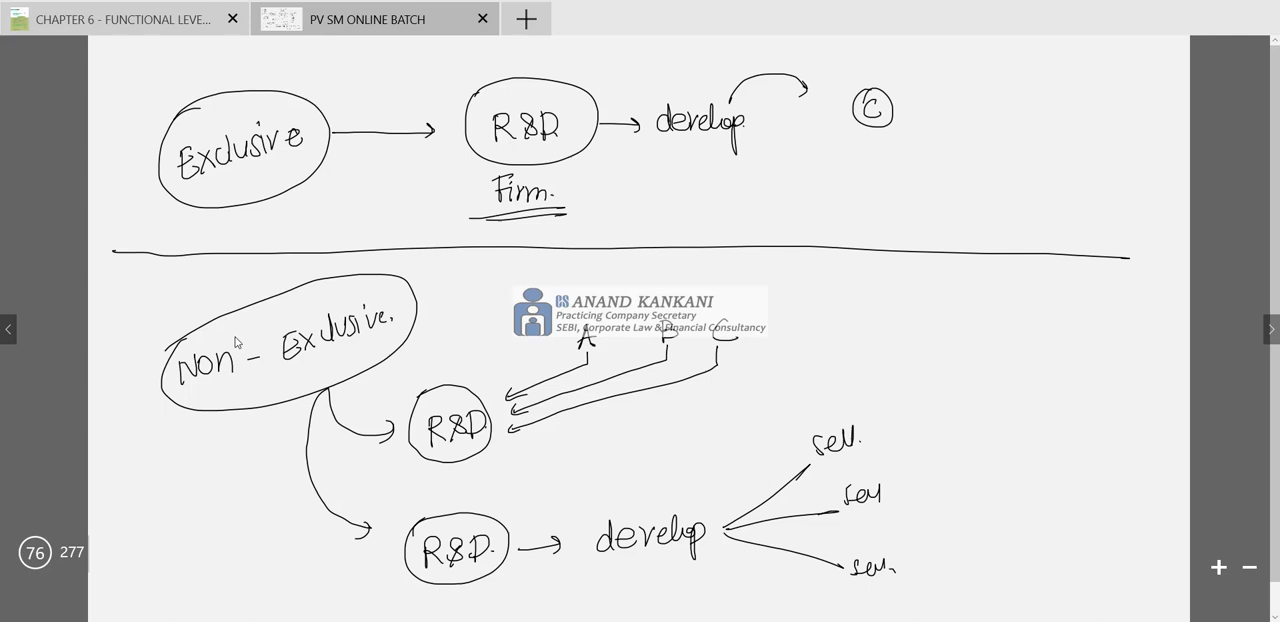 CHAPTER 6 - FUNCTIONAL LEVE...
PV SM ONLINE BATCH
Exclusive
R&D
develop.
C
Firm.
CS ANAND KANKANI
Practicing Company Secretary
SEBI, Corporate Law & Financial Consultancy
Non - Exclusive.
A B C
R&D
sell.
sell
R&D.
develop
sell.
76 277